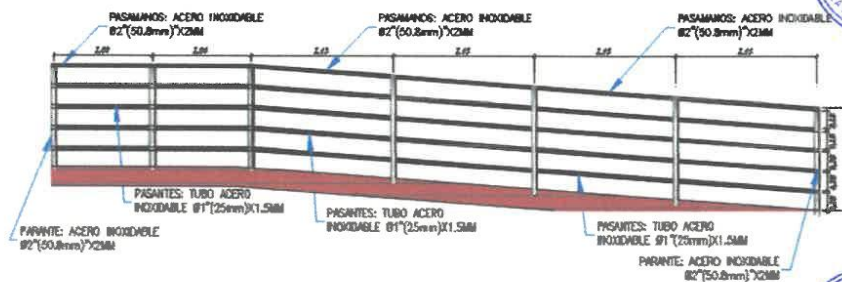 PASAMANOS: ACERO INOXIDABLE
Ø2"(50.8mm)"X2MM
PASAMANOS: ACERO INOXIDABLE
Ø2"(50.8mm)"X2MM
PASAMANOS: ACERO INOXIDABLE
Ø2"(50.8mm)"X2MM
PASANTES: TUBO ACERO
INOXIDABLE Ø1"(25mm)X1.5MM
PASANTES: TUBO ACERO
INOXIDABLE Ø1"(25mm)X1.5MM
PASANTES: TUBO ACERO
INOXIDABLE Ø1"(25mm)X1.5MM
PARANTE: ACERO INOXIDABLE
Ø2"(50.8mm)"X2MM
PARANTE: ACERO INOXIDABLE
Ø2"(50.8mm)"X2MM